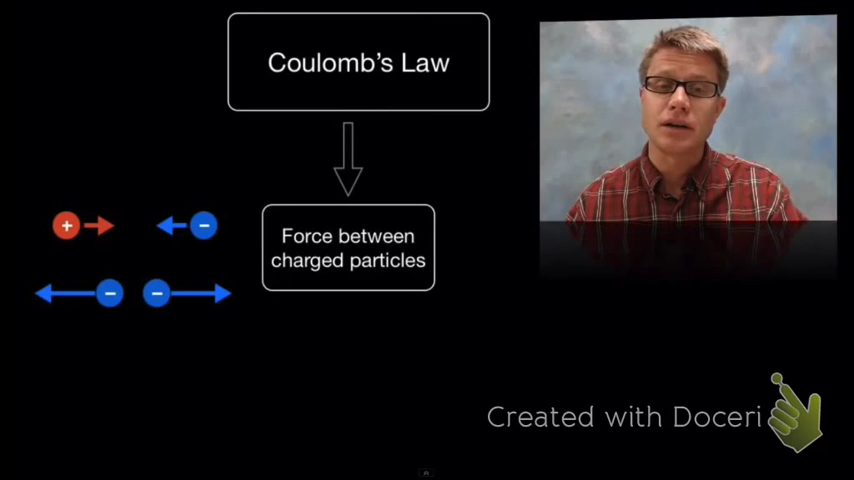 Coulomb's Law
+
−
Force between
charged particles
−
−
Created with Doceri